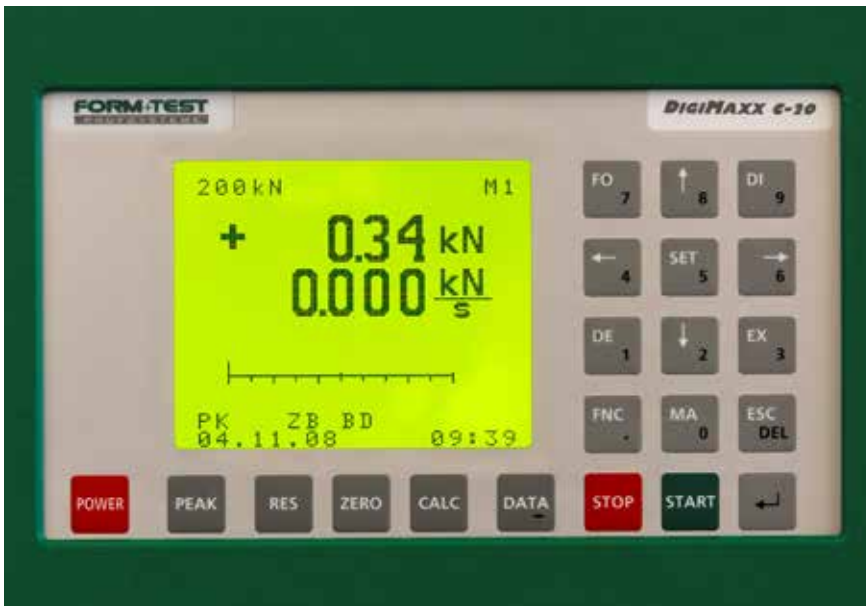 FORM+TEST
PRÜFSYSTEME
DIGIMAXX C-20
200kN M1
+ 0.34 kN
0.000 kN/s
PK ZB BD
04.11.08 09:39
FO 7
↑ 8
DI 9
← 4
SET 5
→ 6
DE 1
↓ 2
EX 3
FNC .
MA 0
ESC DEL
POWER
PEAK
RES
ZERO
CALC
DATA -
STOP
START
↵